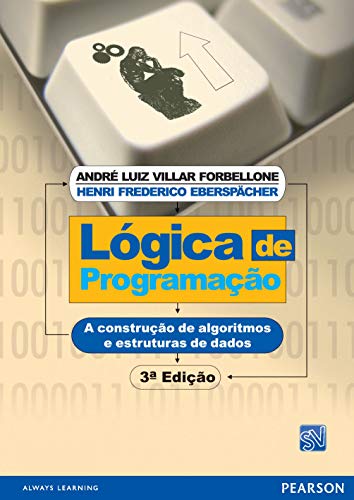 ANDRÉ LUIZ VILLAR FORBELLONE
HENRI FREDERICO EBERSPÄCHER
Lógica de
Programação
A construção de algoritmos
e estruturas de dados
3ª Edição
SV
ALWAYS LEARNING
PEARSON